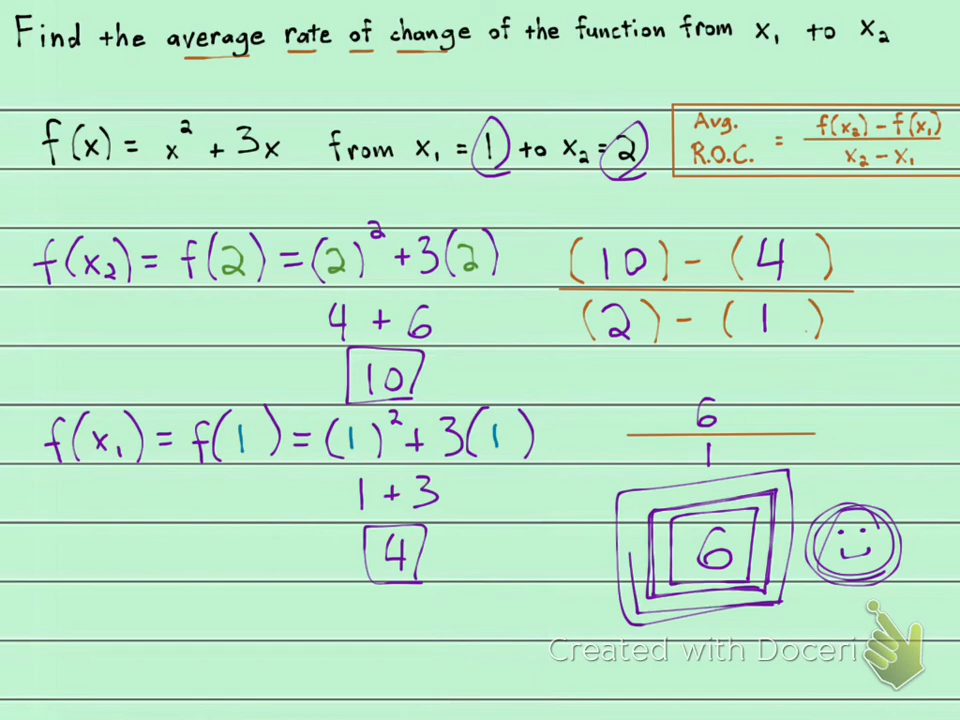 Find the average rate of change of the function from x₁ to x₂
f(x) = x² + 3x from x₁ = 1 to x₂ = 2
Avg. R.O.C. = f(x₂) - f(x₁) / x₂ - x₁
f(x₂) = f(2) = (2)² + 3(2)
4 + 6
10
(10) - (4)
(2) - (1)
f(x₁) = f(1) = (1)² + 3(1)
1 + 3
4
6
1
6
Created with Doceri